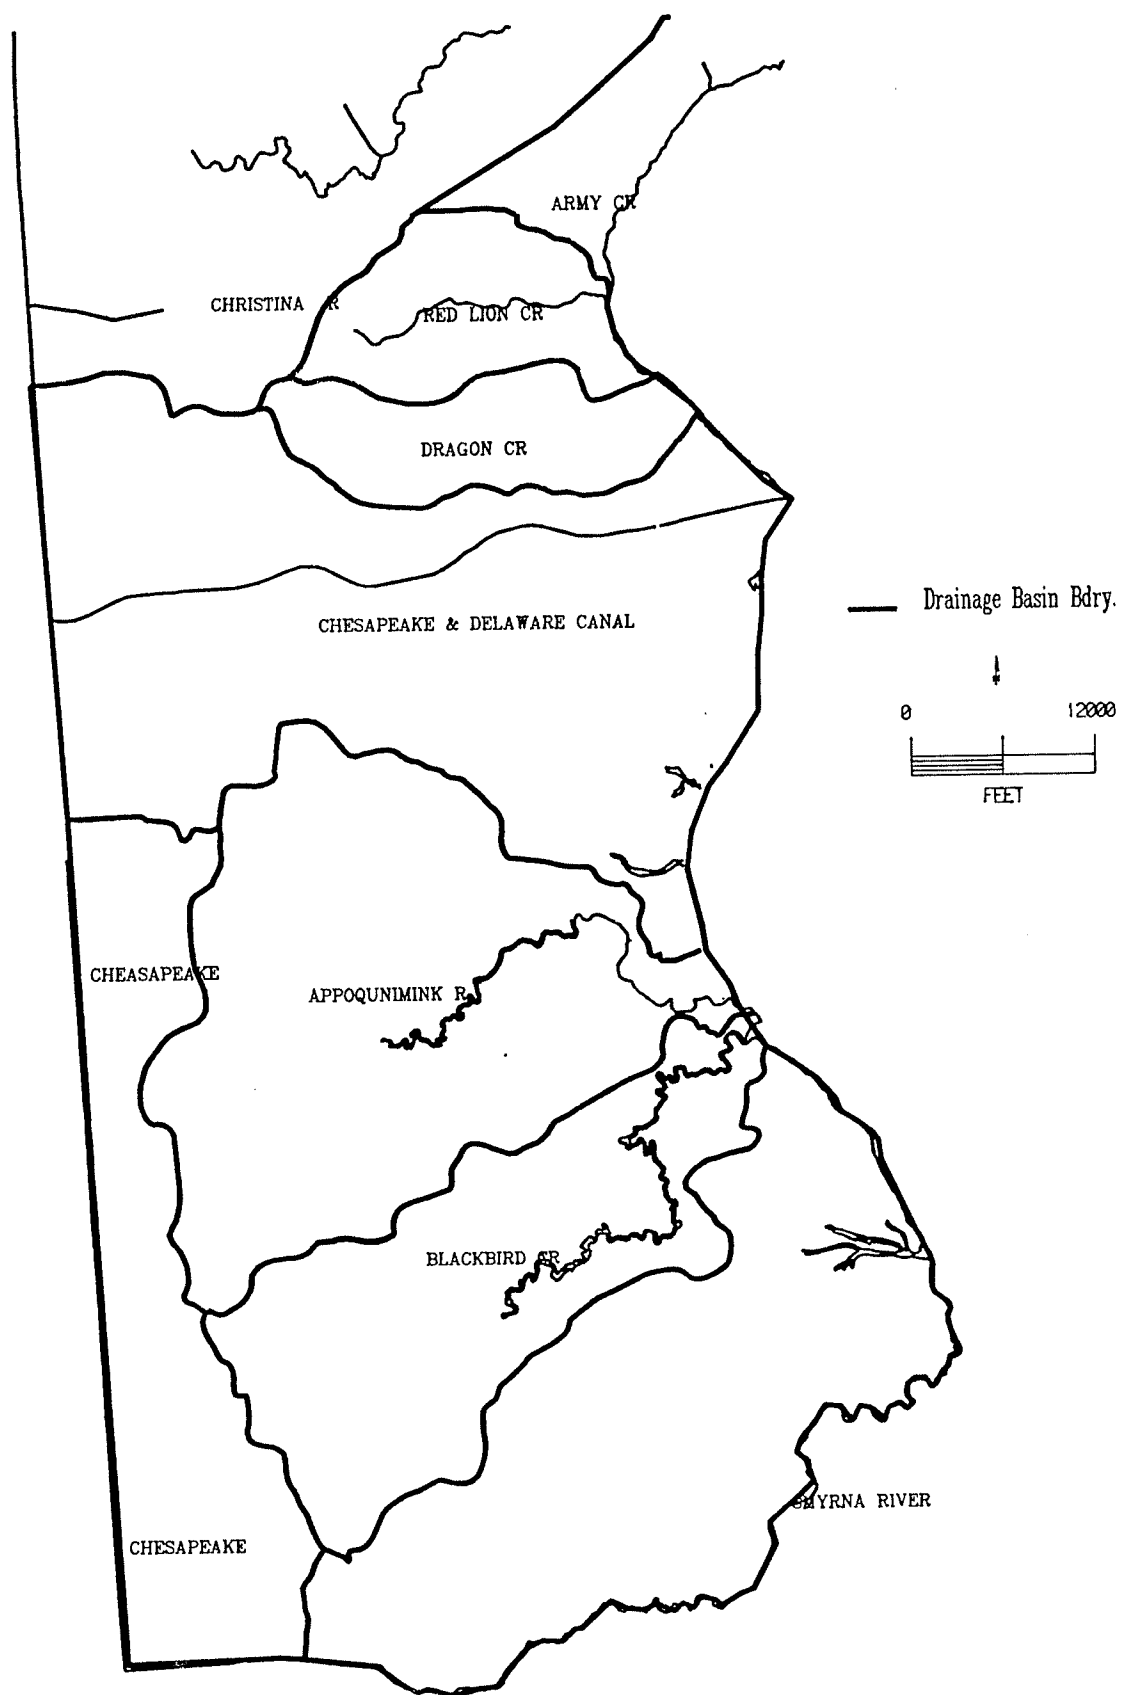 ARMY CR
CHRISTINA R
RED LION CR
DRAGON CR
Drainage Basin Bdry.
CHESAPEAKE & DELAWARE CANAL
0 12000
FEET
CHEASAPEAKE
APPOQUNIMINK R
BLACKBIRD CR
SMYRNA RIVER
CHESAPEAKE